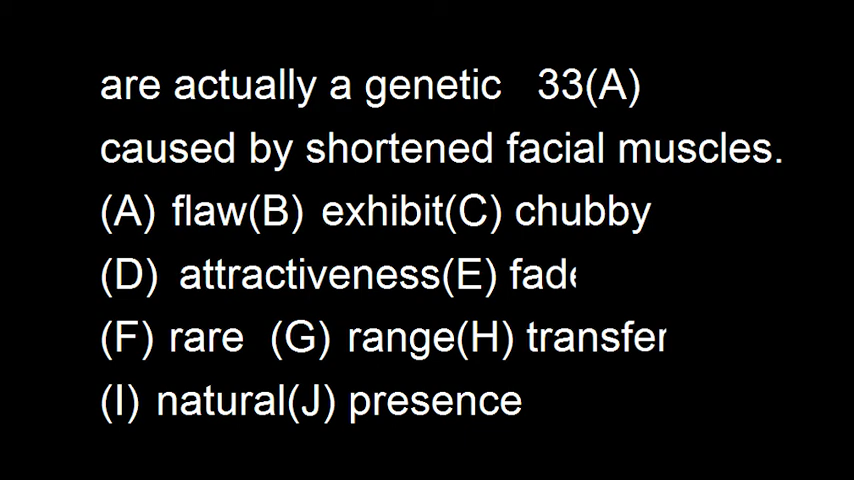 are actually a genetic 33(A)
caused by shortened facial muscles.
(A) flaw(B) exhibit(C) chubby
(D) attractiveness(E) fade
(F) rare (G) range(H) transfer
(I) natural(J) presence